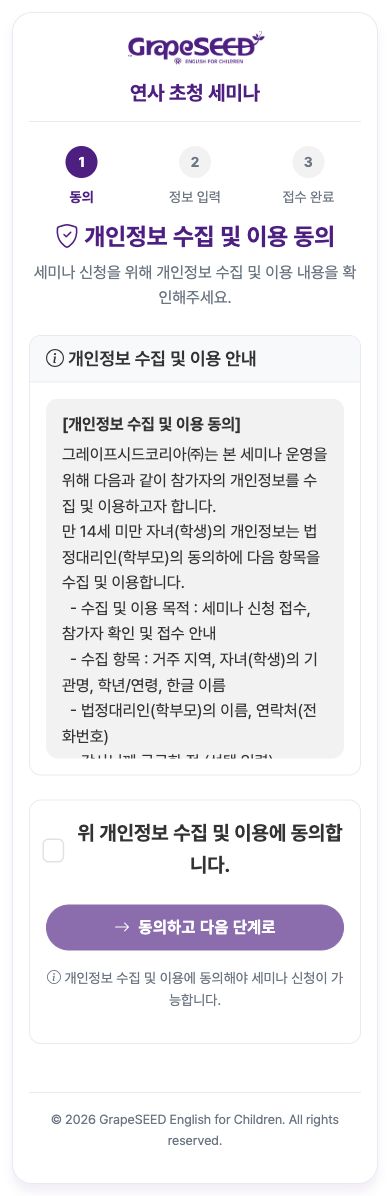 GrapeSEED
ENGLISH FOR CHILDREN
연사 초청 세미나
1
2
3
동의
정보 입력
접수 완료
개인정보 수집 및 이용 동의
세미나 신청을 위해 개인정보 수집 및 이용 내용을 확
인해주세요.
개인정보 수집 및 이용 안내
[개인정보 수집 및 이용 동의]
그레이프시드코리아㈜는 본 세미나 운영을
위해 다음과 같이 참가자의 개인정보를 수
집 및 이용하고자 합니다.
만 14세 미만 자녀(학생)의 개인정보는 법
정대리인(학부모)의 동의하에 다음 항목을
수집 및 이용합니다.
- 수집 및 이용 목적 : 세미나 신청 접수,
참가자 확인 및 접수 안내
- 수집 항목 : 거주 지역, 자녀(학생)의 기
관명, 학년/연령, 한글 이름
- 법정대리인(학부모)의 이름, 연락처(전
화번호)
위 개인정보 수집 및 이용에 동의합
니다.
→ 동의하고 다음 단계로
개인정보 수집 및 이용에 동의해야 세미나 신청이 가
능합니다.
© 2026 GrapeSEED English for Children. All rights
reserved.